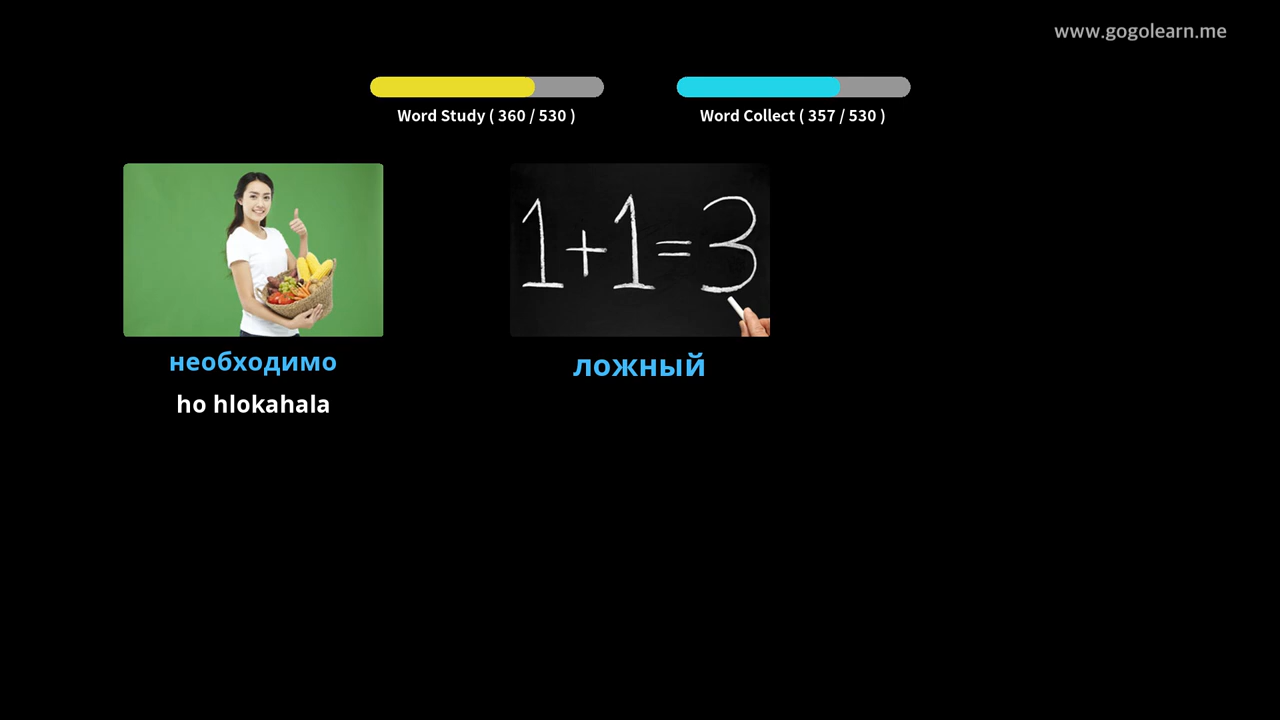 www.gogolearn.me
Word Study ( 360 / 530 )
Word Collect ( 357 / 530 )
1+1=3
необходимо
ho hlokahala
ложный